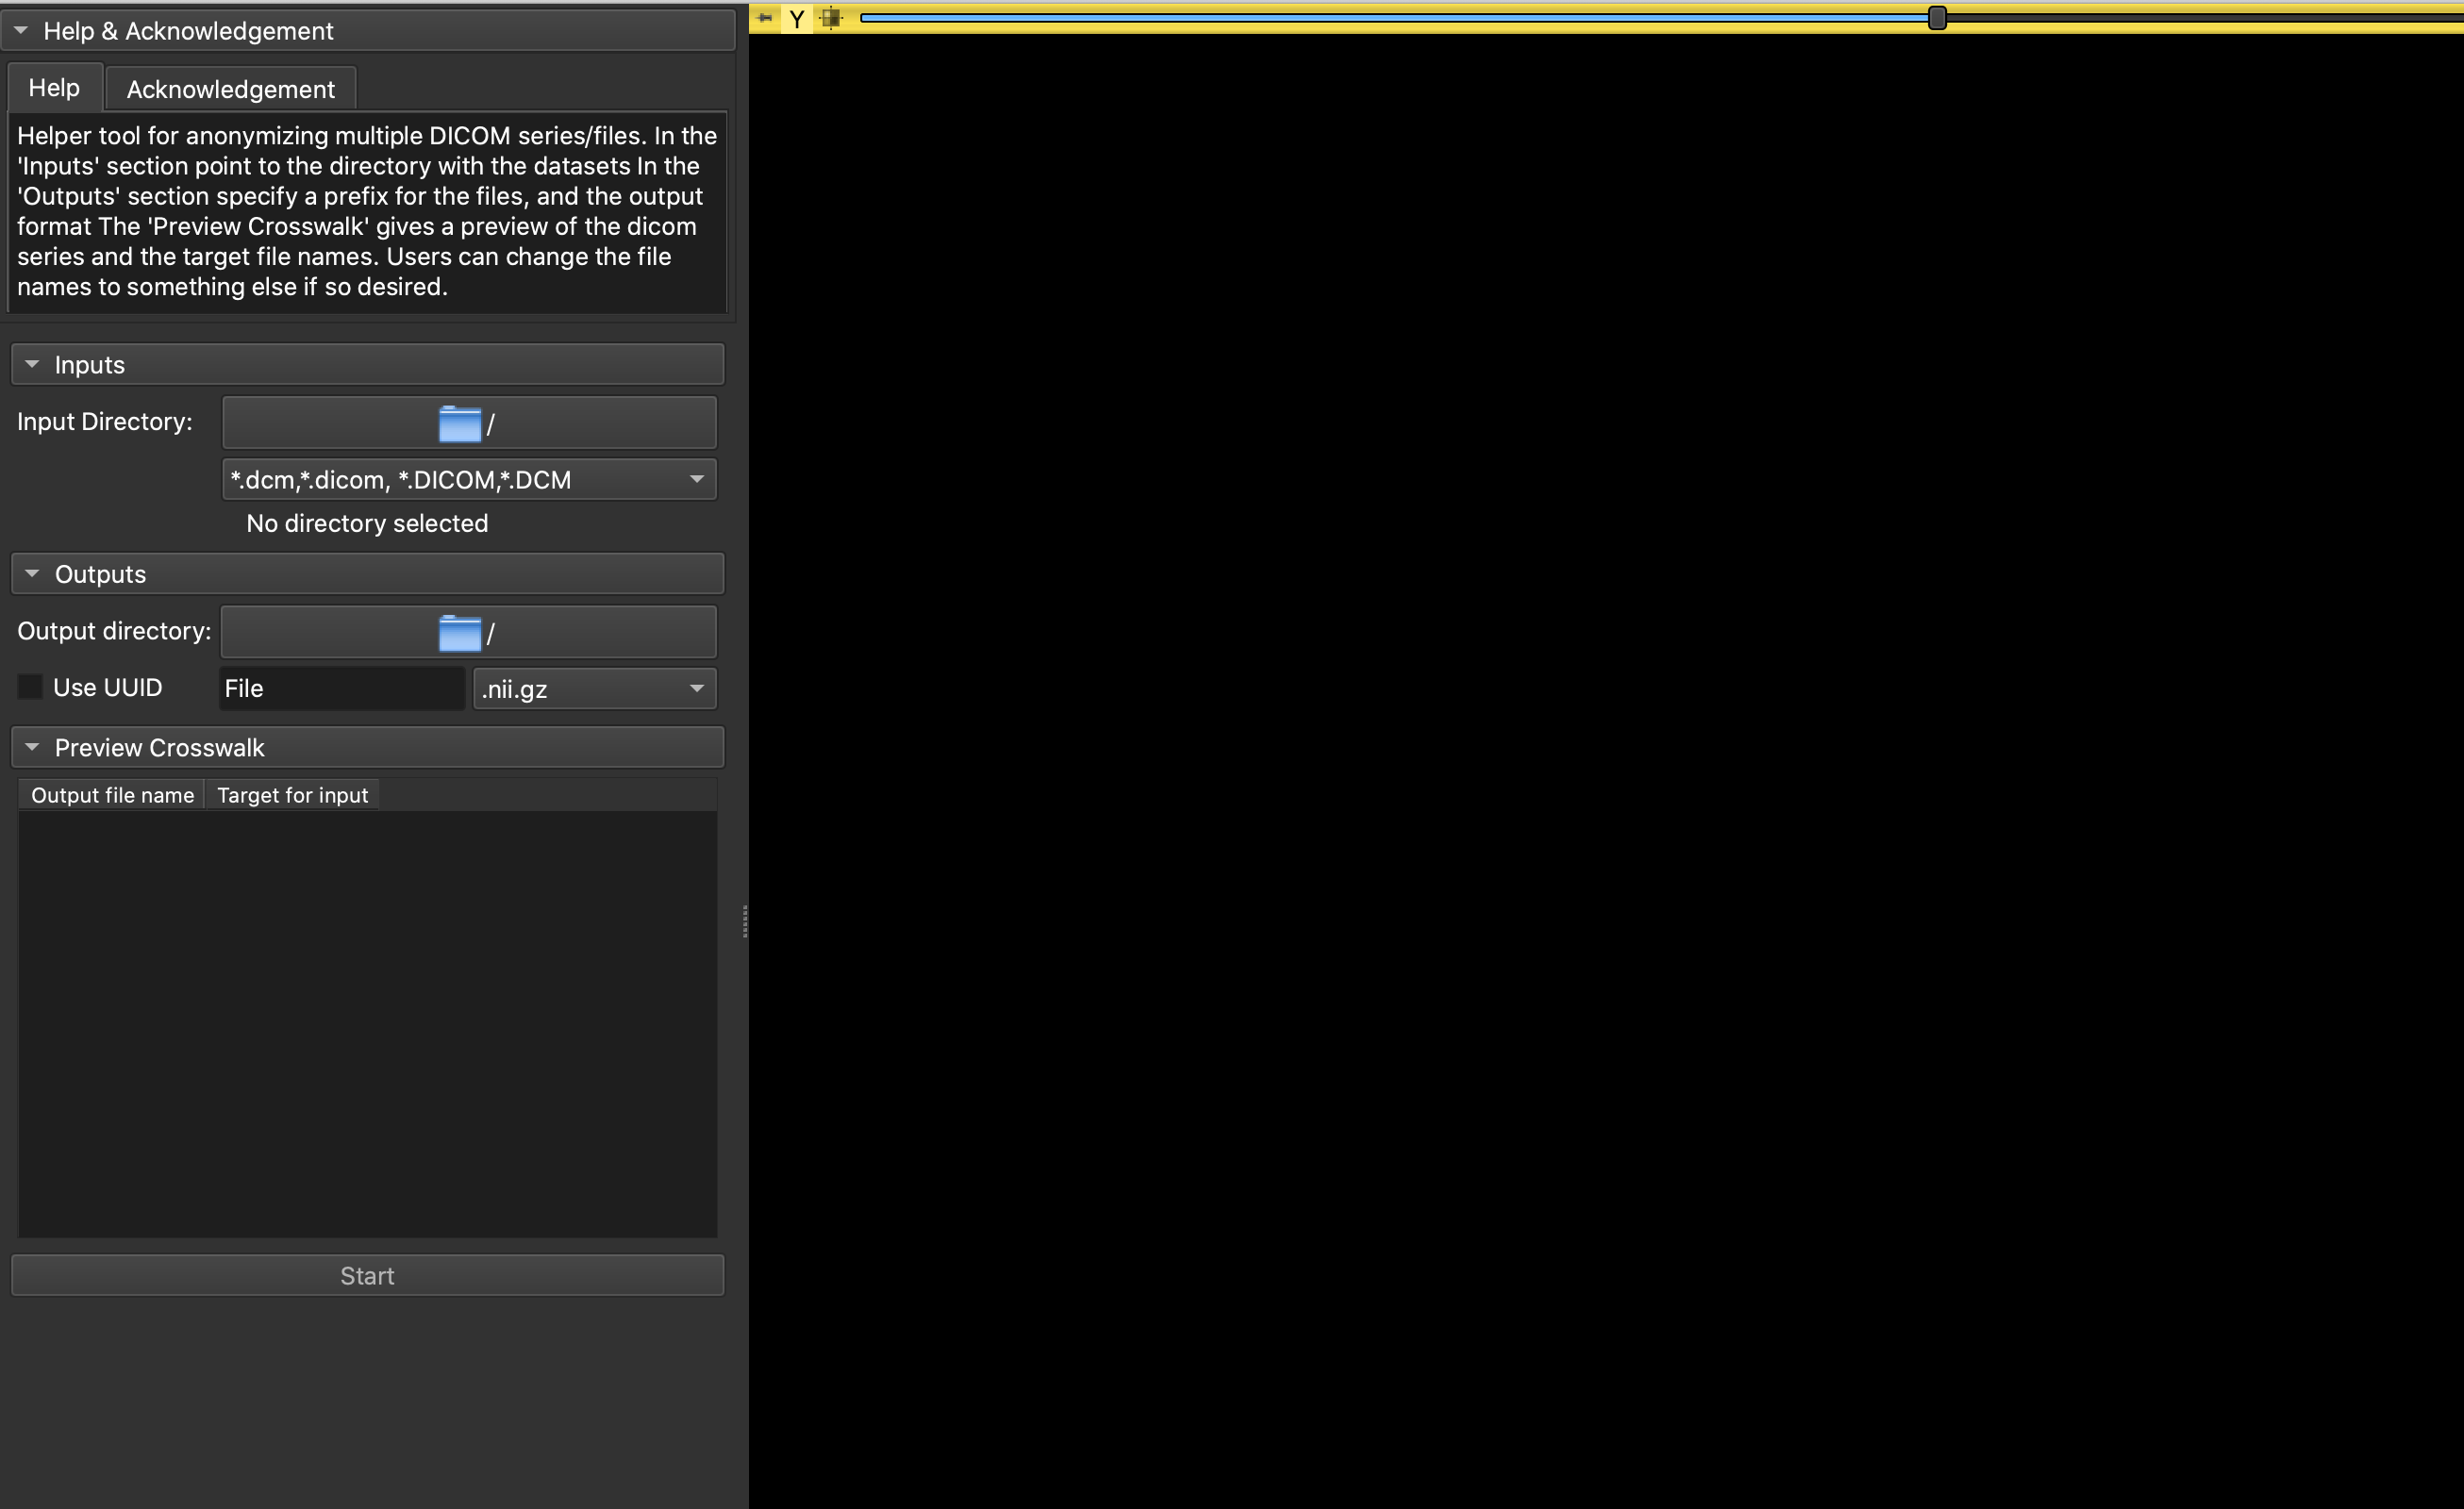 Help & Acknowledgement
Y
Help
Acknowledgement
Helper tool for anonymizing multiple DICOM series/files. In the
'Inputs' section point to the directory with the datasets In the
'Outputs' section specify a prefix for the files, and the output
format The 'Preview Crosswalk' gives a preview of the dicom
series and the target file names. Users can change the file
names to something else if so desired.
Inputs
Input Directory:
/
*.dcm,*.dicom, *.DICOM,*.DCM
No directory selected
Outputs
Output directory:
/
Use UUID
File
.nii.gz
Preview Crosswalk
Output file name
Target for input
Start